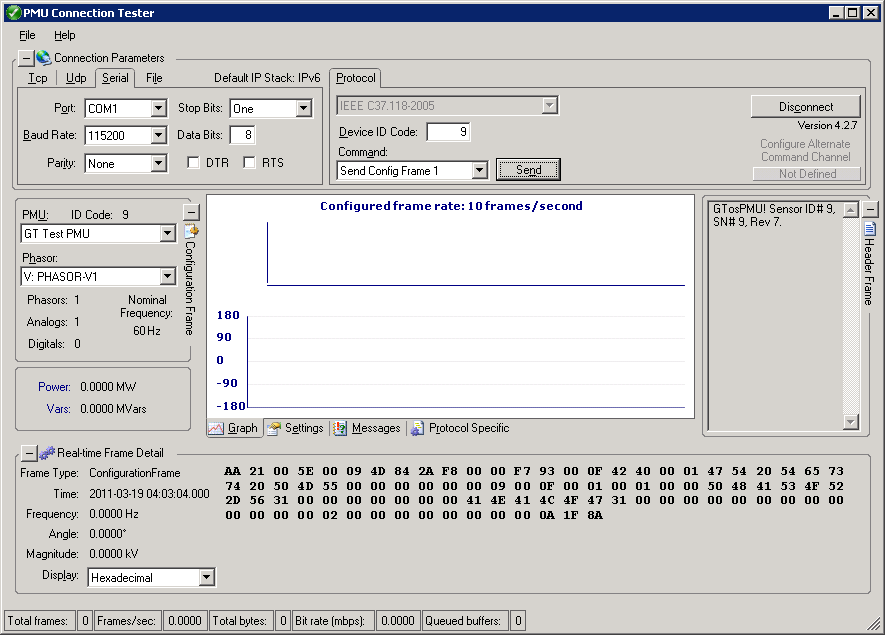 PMU Connection Tester
File Help
Connection Parameters
Tcp Udp Serial File Default IP Stack: IPv6 Protocol
Port: COM1 Stop Bits: One
Baud Rate: 115200 Data Bits: 8
Parity: None DTR RTS
IEEE C37.118-2005
Device ID Code: 9
Command:
Send Config Frame 1 Send
Disconnect
Version 4.2.7
Configure Alternate
Command Channel
Not Defined
PMU: ID Code: 9
GT Test PMU
Phasor:
V: PHASOR-V1
Phasors: 1
Analogs: 1
Digitals: 0
Nominal
Frequency:
60 Hz
Configuration Frame
Power: 0.0000 MW
Vars: 0.0000 MVars
Configured frame rate: 10 frames/second
180
90
0
-90
-180
Graph Settings Messages Protocol Specific
GTosPMU! Sensor ID# 9,
SN# 9, Rev 7.
Header Frame
Real-time Frame Detail
Frame Type: ConfigurationFrame
Time: 2011-03-19 04:03:04.000
Frequency: 0.0000 Hz
Angle: 0.0000°
Magnitude: 0.0000 kV
Display: Hexadecimal
AA 21 00 5E 00 09 4D 84 2A F8 00 00 F7 93 00 0F 42 40 00 01 47 54 20 54 65 73
74 20 50 4D 55 00 00 00 00 00 00 09 00 0F 00 01 00 01 00 00 50 48 41 53 4F 52
2D 56 31 00 00 00 00 00 00 00 41 4E 41 4C 4F 47 31 00 00 00 00 00 00 00 00 00
00 00 00 00 02 00 00 00 00 00 00 00 00 0A 1F 8A
Total frames: 0 Frames/sec: 0.0000 Total bytes: 0 Bit rate (mbps): 0.0000 Queued buffers: 0